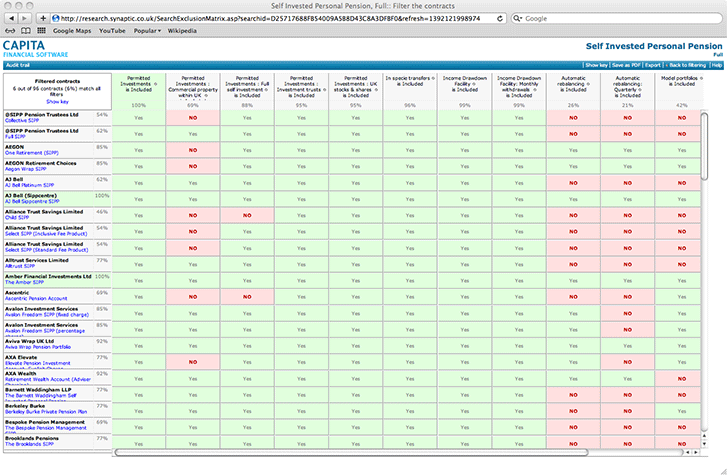 Self Invested Personal Pension, Full:: Filter the contracts
http://research.synaptic.co.uk/SearchExclusionMatrix.asp?searchid=D25717688FB54009A5B8D43C8A3DFBF0&refresh=1392121998974
Google
Google Maps YouTube Popular Wikipedia
CAPITA
FINANCIAL SOFTWARE
Self Invested Personal Pension
Full
Audit trail
Show key Save as PDF Export Back to filtering Help
Filtered contracts
6 out of 96 contracts (6%) match all filters
Show key
Permitted Investments is Included 100%
Permitted Investments : Commercial property within UK 69%
Permitted Investments : Full self investment is Included 88%
Permitted Investments : Investment trusts is Included 95%
Permitted Investments : UK stocks & shares is Included 95%
In specie transfers is Included 96%
Income Drawdown Facility is Included 99%
Income Drawdown Facility: Monthly withdrawals is Included 99%
Automatic rebalancing is Included 26%
Automatic rebalancing: Quarterly is Included 21%
Model portfolios is Included 42%
@SIPP Pension Trustees Ltd 54%
Collective SIPP
Yes NO Yes Yes Yes Yes Yes Yes NO NO NO
@SIPP Pension Trustees Ltd 62%
Full SIPP
Yes Yes Yes Yes Yes Yes Yes Yes NO NO NO
AEGON 85%
One Retirement (SIPP)
Yes NO Yes Yes Yes Yes Yes Yes Yes Yes Yes
AEGON Retirement Choices 85%
Aegon Wrap SIPP
Yes NO Yes Yes Yes Yes Yes Yes Yes Yes Yes
AJ Bell 62%
AJ Bell Platinum SIPP
Yes Yes Yes Yes Yes Yes Yes Yes NO NO NO
AJ Bell (Sippcentre) 100%
AJ Bell Sippcentre SIPP
Yes Yes Yes Yes Yes Yes Yes Yes Yes Yes Yes
Alliance Trust Savings Limited 46%
Child SIPP
Yes NO NO Yes Yes Yes Yes Yes NO NO NO
Alliance Trust Savings Limited 54%
Select SIPP (Inclusive Fee Product)
Yes NO Yes Yes Yes Yes Yes Yes NO NO NO
Alliance Trust Savings Limited 54%
Select SIPP (Standard Fee Product)
Yes NO Yes Yes Yes Yes Yes Yes NO NO NO
Alltrust Services Limited 77%
Alltrust SIPP
Yes Yes Yes Yes Yes Yes Yes Yes NO NO NO
Amber Financial Investments Ltd 100%
The Amber SIPP
Yes Yes Yes Yes Yes Yes Yes Yes Yes Yes Yes
Ascentric 69%
Ascentric Pension Account
Yes NO NO Yes Yes Yes Yes Yes NO NO Yes
Avalon Investment Services 85%
Avalon Freedom SIPP (fixed charge)
Yes Yes Yes Yes Yes Yes Yes Yes Yes NO Yes
Avalon Investment Services 85%
Avalon Freedom SIPP (percentage
Yes Yes Yes Yes Yes Yes Yes Yes Yes NO Yes
Aviva Wrap UK Ltd 92%
Aviva Wrap Pension Portfolio
Yes Yes Yes Yes Yes Yes Yes Yes Yes Yes Yes
AXA Elevate 77%
Elevate Pension Investment
Yes NO Yes Yes Yes Yes Yes Yes Yes NO Yes
AXA Wealth 92%
Retirement Wealth Account (Adviser
Yes Yes Yes Yes Yes Yes Yes Yes Yes Yes NO
Barnett Waddingham LLP 77%
The Barnett Waddingham Self
Yes Yes Yes Yes Yes Yes Yes Yes NO NO NO
Berkeley Burke 77%
Berkeley Burke Private Pension Plan
Yes Yes Yes Yes Yes Yes Yes Yes NO NO Yes
Bespoke Pension Management 69%
The Bespoke Pension Management
Yes Yes Yes Yes Yes Yes Yes Yes NO NO NO
Brooklands Pensions 77%
The Brooklands SIPP
Yes Yes Yes Yes Yes Yes Yes Yes NO NO NO